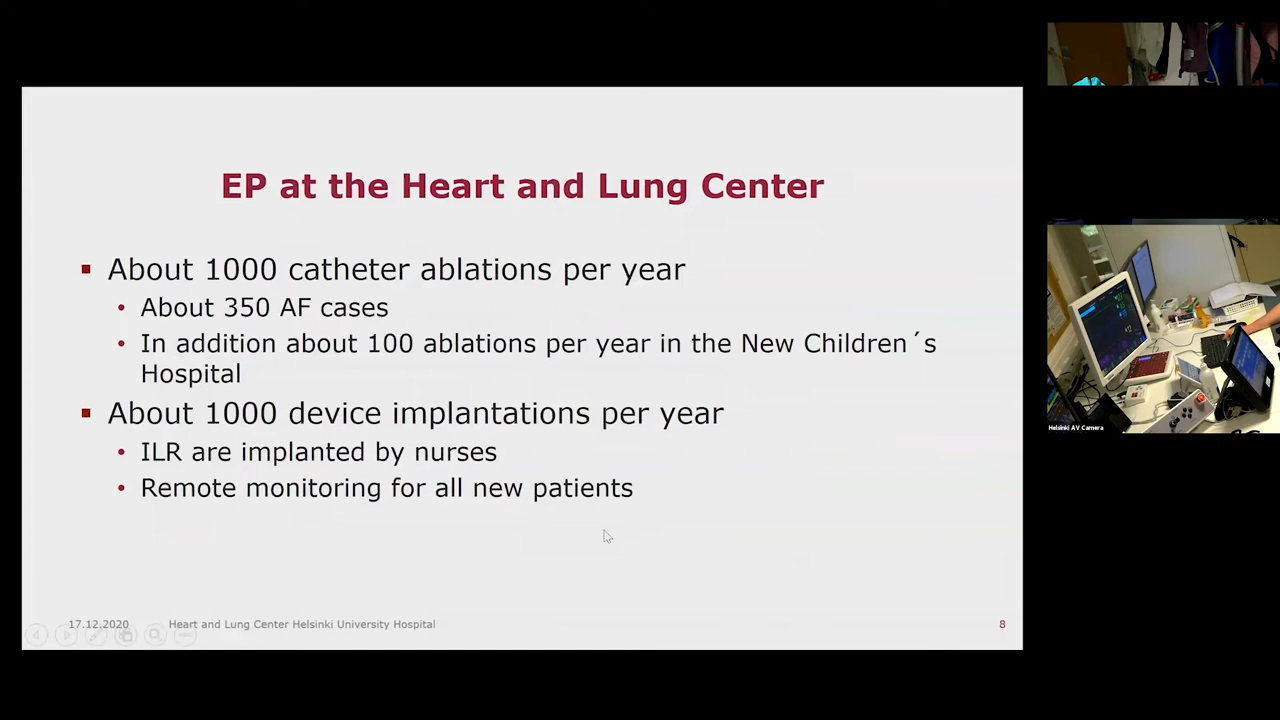 EP at the Heart and Lung Center
About 1000 catheter ablations per year
About 350 AF cases
In addition about 100 ablations per year in the New Children´s
Hospital
About 1000 device implantations per year
ILR are implanted by nurses
Remote monitoring for all new patients
17.12.2020
Heart and Lung Center Helsinki University Hospital
8
Helsinki AV Camera